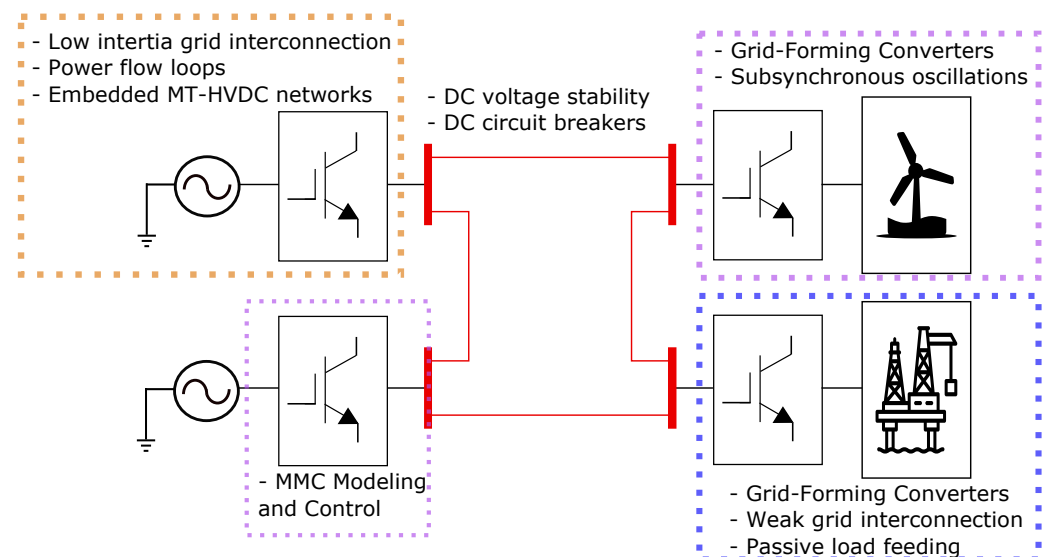 - Low intertia grid interconnection
- Power flow loops
- Embedded MT-HVDC networks
- DC voltage stability
- DC circuit breakers
- Grid-Forming Converters
- Subsynchronous oscillations
- MMC Modeling
and Control
- Grid-Forming Converters
- Weak grid interconnection
- Passive load feeding